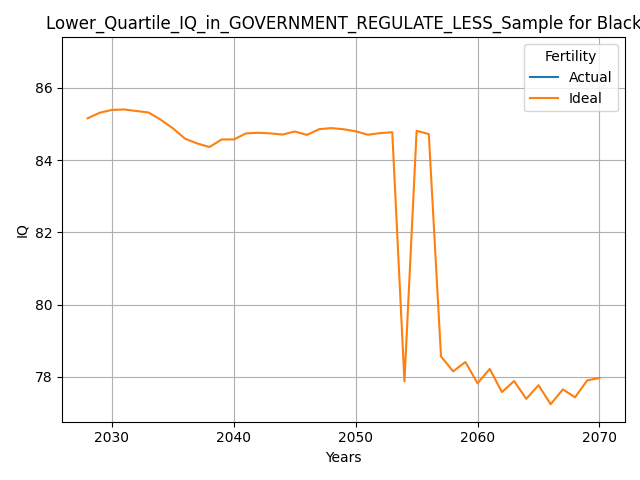 Lower_Quartile_IQ_in_GOVERNMENT_REGULATE_LESS_Sample for Black
Fertility
Actual
Ideal
86
84
82
80
78
IQ
2030 2040 2050 2060 2070
Years